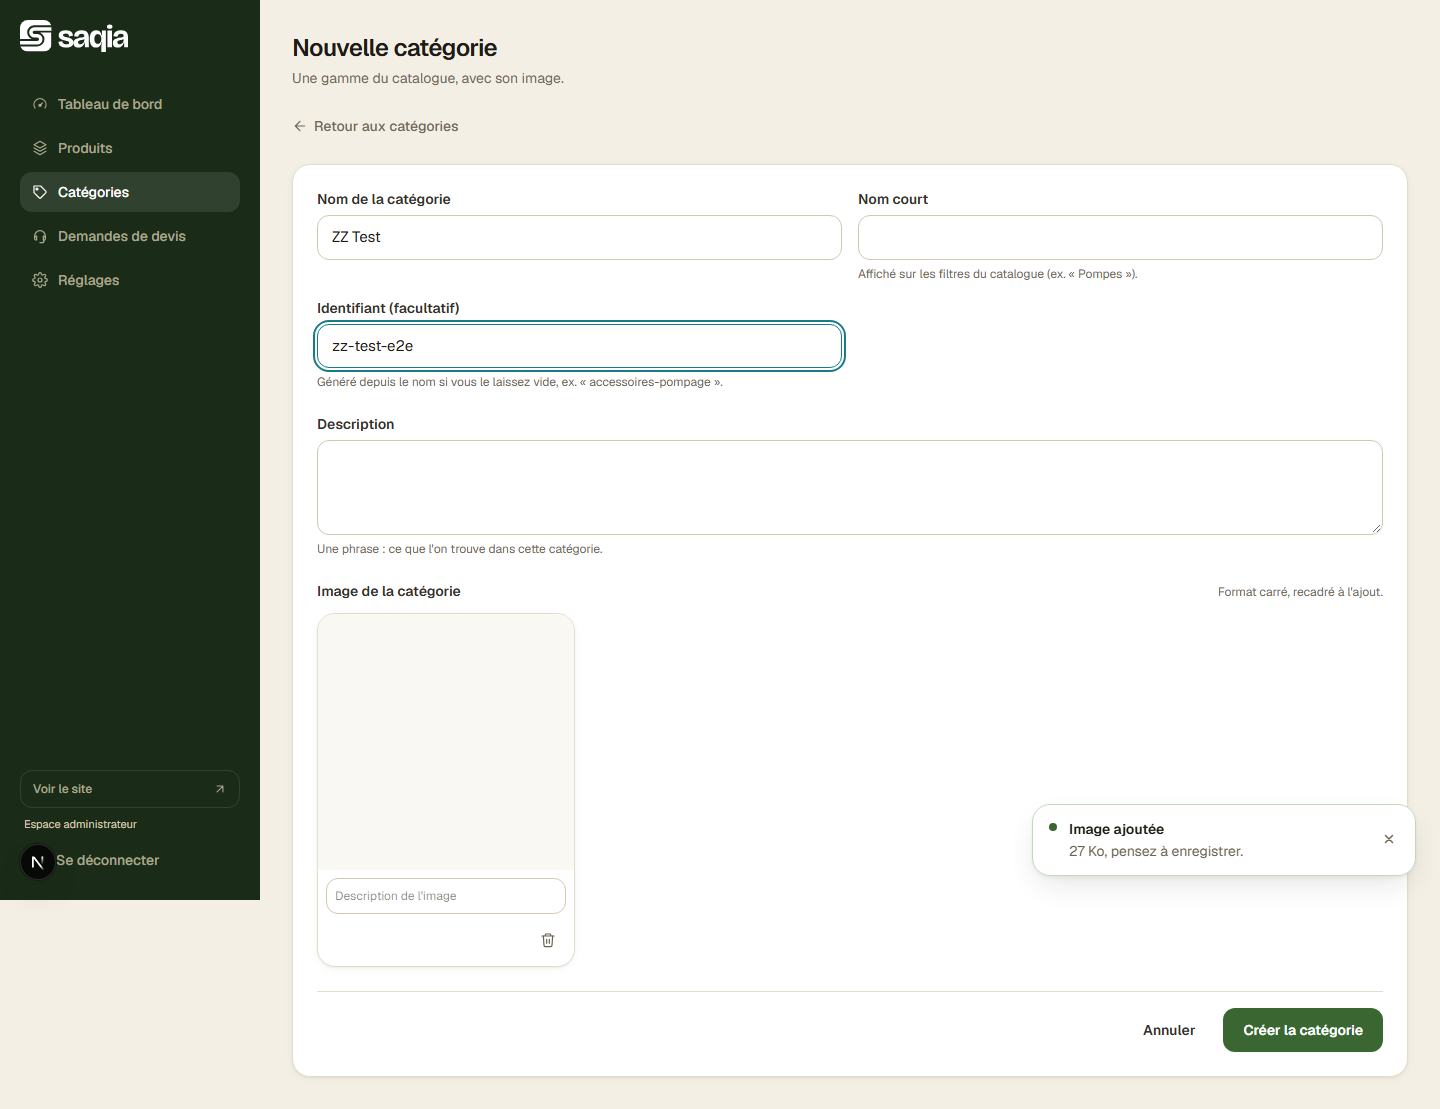 saqia
Tableau de bord
Produits
Catégories
Demandes de devis
Réglages
Voir le site
Espace administrateur
N
Se déconnecter
Nouvelle catégorie
Une gamme du catalogue, avec son image.
Retour aux catégories
Nom de la catégorie
ZZ Test
Nom court
Affiché sur les filtres du catalogue (ex. « Pompes »).
Identifiant (facultatif)
zz-test-e2e
Généré depuis le nom si vous le laissez vide, ex. « accessoires-pompage ».
Description
Une phrase : ce que l'on trouve dans cette catégorie.
Image de la catégorie
Format carré, recadré à l'ajout.
Description de l'image
Image ajoutée
27 Ko, pensez à enregistrer.
Annuler
Créer la catégorie